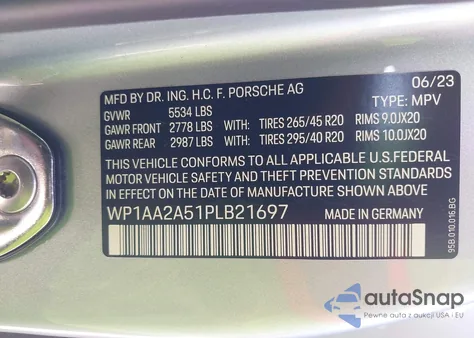 06/23
MFD BY DR. ING. H.C. F. PORSCHE AG
GVWR 5534 LBS TYPE: MPV
GAWR FRONT 2778 LBS WITH: TIRES 265/45 R20 RIMS 9.0JX20
GAWR REAR 2987 LBS WITH: TIRES 295/40 R20 RIMS 10.0JX20
THIS VEHICLE CONFORMS TO ALL APPLICABLE U.S.FEDERAL
MOTOR VEHICLE SAFETY AND THEFT PREVENTION STANDARDS
IN EFFECT ON THE DATE OF MANUFACTURE SHOWN ABOVE.
WP1AA2A51PLB21697 MADE IN GERMANY
95B.010.016.BG
autoSnap
Pewne auta z aukcji USA i EU